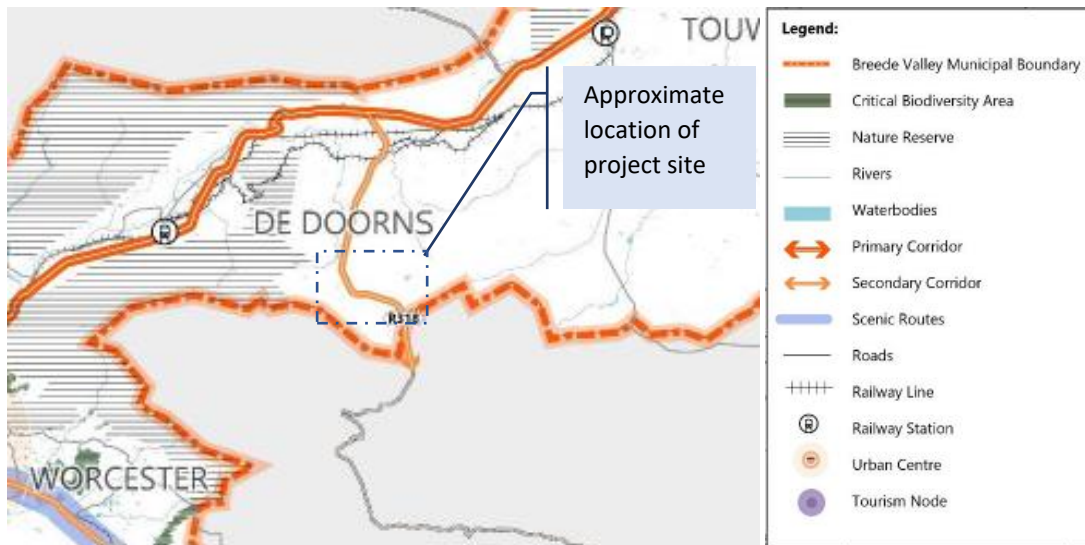 TOUW
Approximate
location of
project site
DE DOORNS
R318
WORCESTER
Legend:
Breede Valley Municipal Boundary
Critical Biodiversity Area
Nature Reserve
Rivers
Waterbodies
Primary Corridor
Secondary Corridor
Scenic Routes
Roads
Railway Line
Railway Station
Urban Centre
Tourism Node